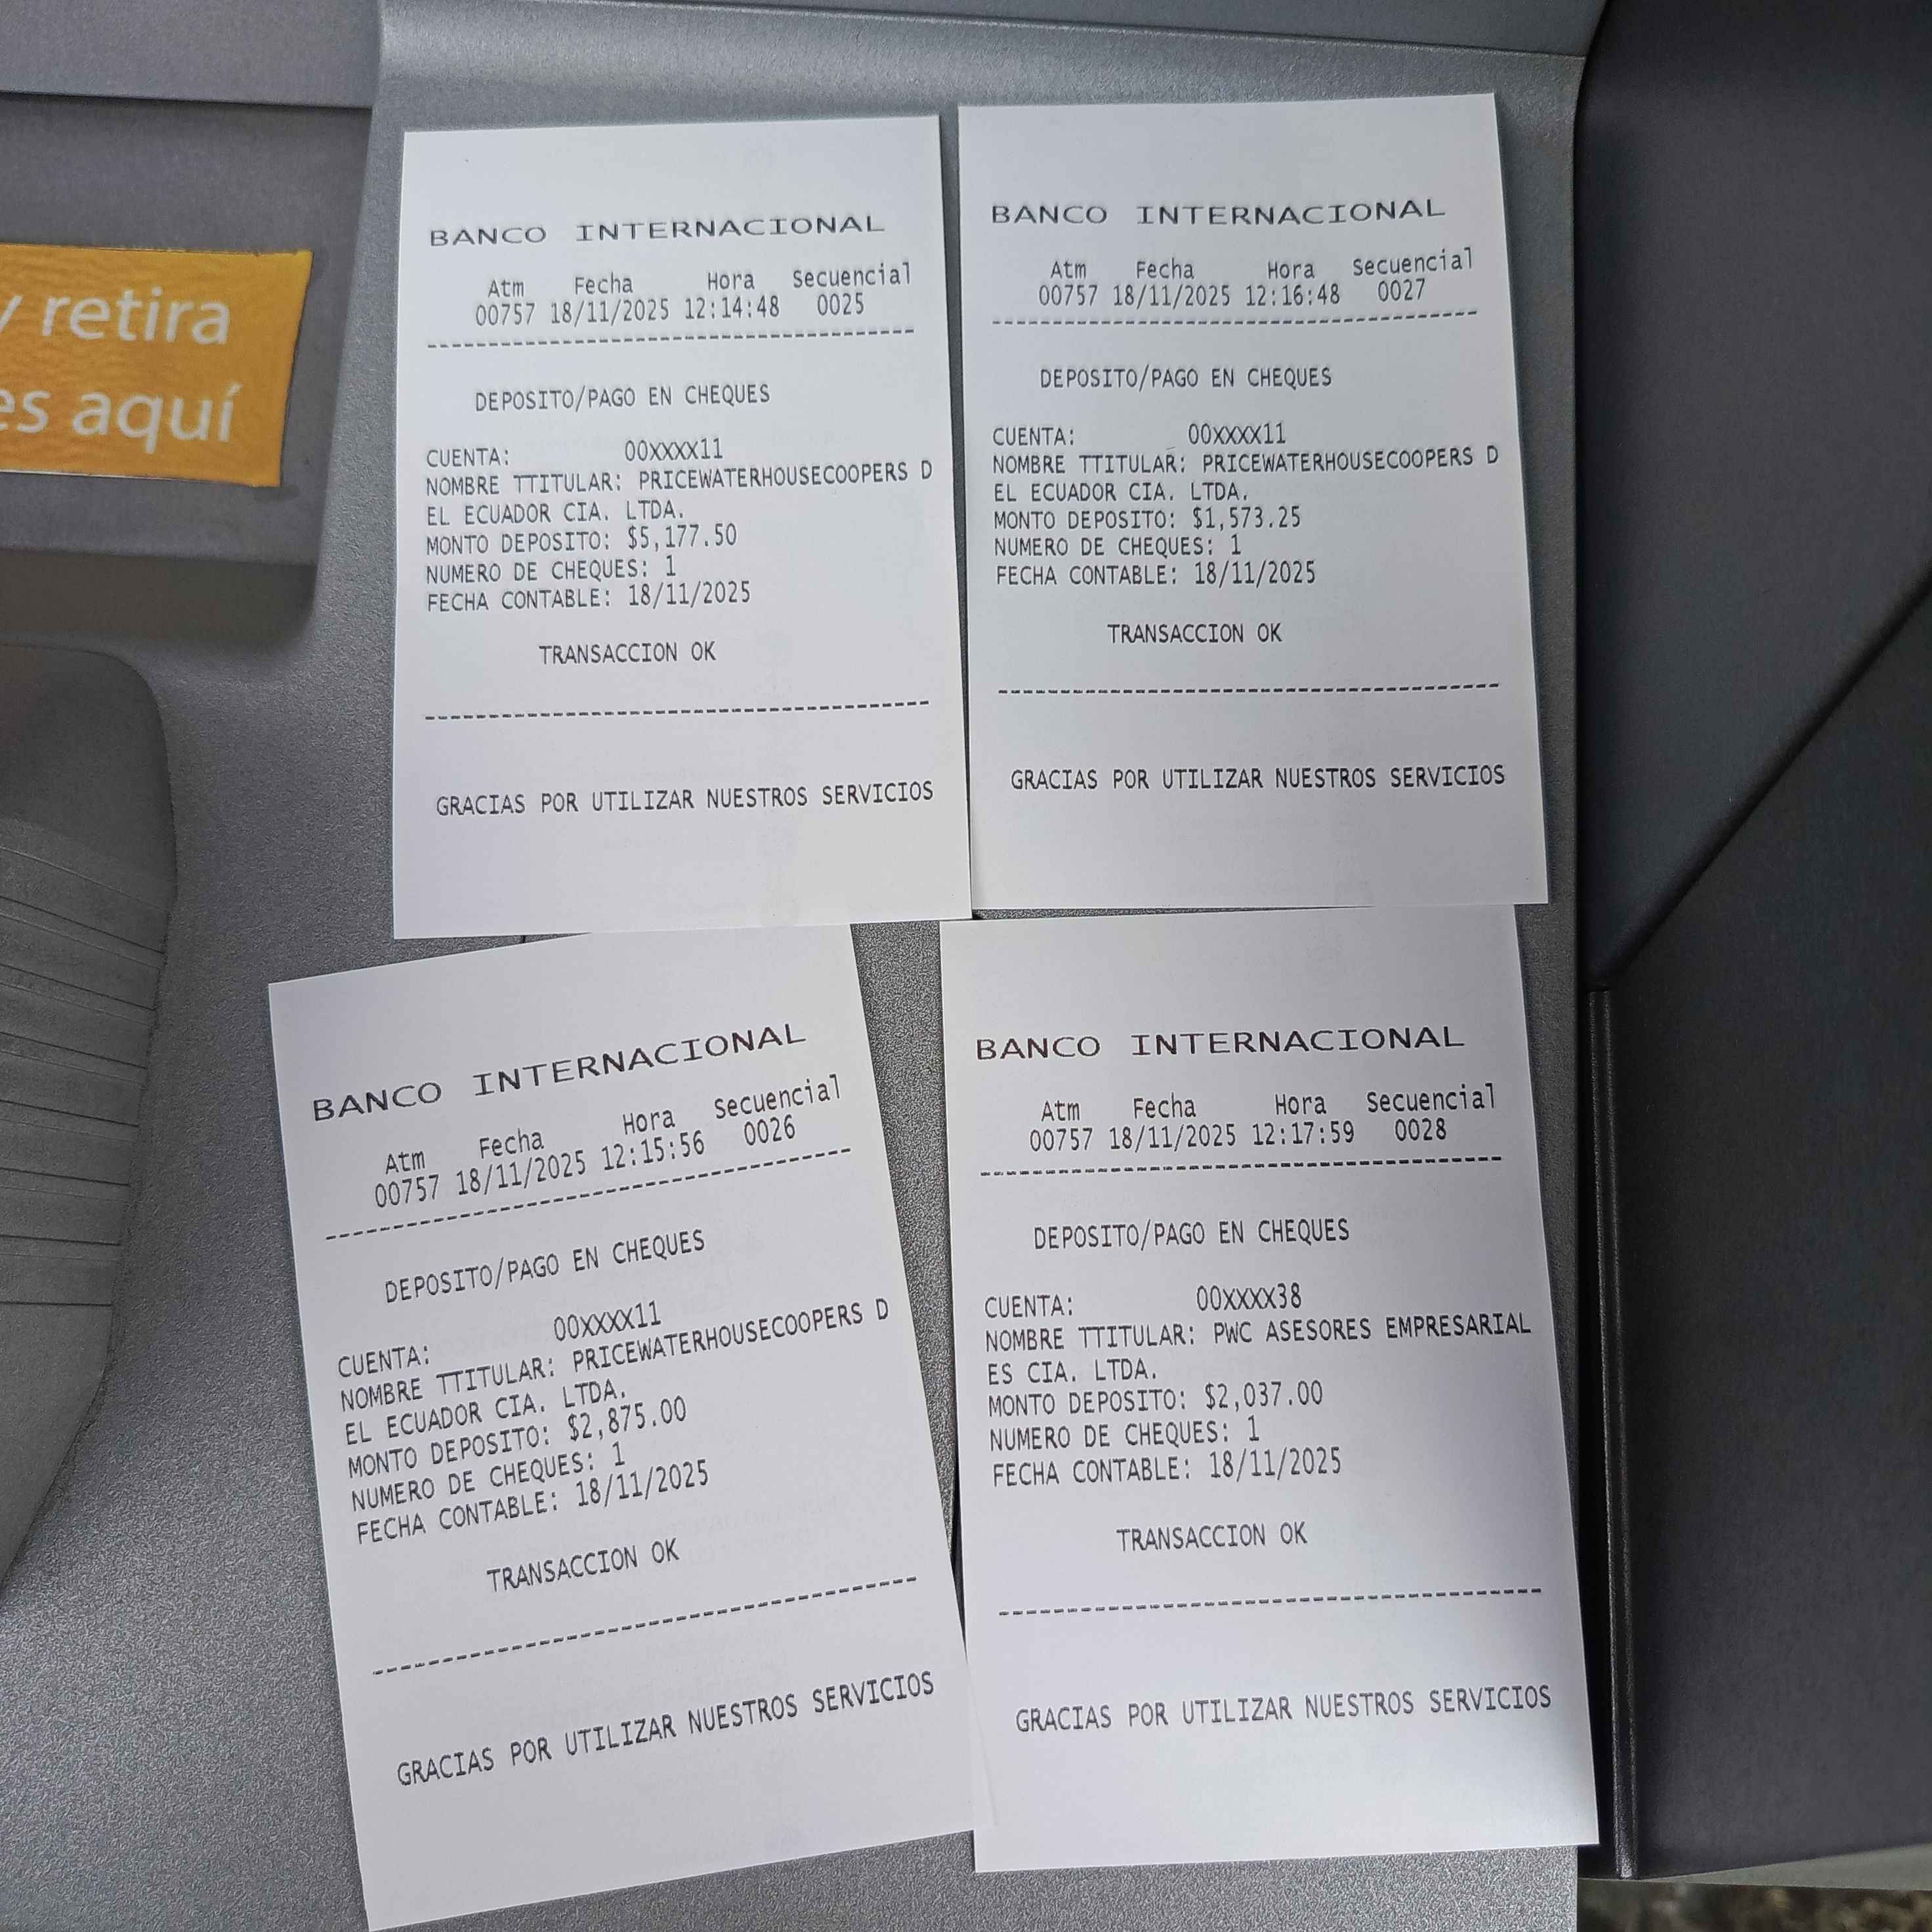 y retira
es aquí
BANCO INTERNACIONAL
Atm Fecha Hora Secuencial
00757 18/11/2025 12:14:48 0025
----------------------------------------
DEPOSITO/PAGO EN CHEQUES
CUENTA: 00XXXX11
NOMBRE TTITULAR: PRICEWATERHOUSECOOPERS D
EL ECUADOR CIA. LTDA.
MONTO DEPOSITO: $5,177.50
NUMERO DE CHEQUES: 1
FECHA CONTABLE: 18/11/2025
TRANSACCION OK
----------------------------------------
GRACIAS POR UTILIZAR NUESTROS SERVICIOS
BANCO INTERNACIONAL
Atm Fecha Hora Secuencial
00757 18/11/2025 12:16:48 0027
----------------------------------------
DEPOSITO/PAGO EN CHEQUES
CUENTA: 00XXXX11
NOMBRE TTITULAR: PRICEWATERHOUSECOOPERS D
EL ECUADOR CIA. LTDA.
MONTO DEPOSITO: $1,573.25
NUMERO DE CHEQUES: 1
FECHA CONTABLE: 18/11/2025
TRANSACCION OK
----------------------------------------
GRACIAS POR UTILIZAR NUESTROS SERVICIOS
BANCO INTERNACIONAL
Atm Fecha Hora Secuencial
00757 18/11/2025 12:15:56 0026
----------------------------------------
DEPOSITO/PAGO EN CHEQUES
CUENTA: 00XXXX11
NOMBRE TTITULAR: PRICEWATERHOUSECOOPERS D
EL ECUADOR CIA. LTDA.
MONTO DEPOSITO: $2,875.00
NUMERO DE CHEQUES: 1
FECHA CONTABLE: 18/11/2025
TRANSACCION OK
----------------------------------------
GRACIAS POR UTILIZAR NUESTROS SERVICIOS
BANCO INTERNACIONAL
Atm Fecha Hora Secuencial
00757 18/11/2025 12:17:59 0028
----------------------------------------
DEPOSITO/PAGO EN CHEQUES
CUENTA: 00XXXX38
NOMBRE TTITULAR: PWC ASESORES EMPRESARIAL
ES CIA. LTDA.
MONTO DEPOSITO: $2,037.00
NUMERO DE CHEQUES: 1
FECHA CONTABLE: 18/11/2025
TRANSACCION OK
----------------------------------------
GRACIAS POR UTILIZAR NUESTROS SERVICIOS